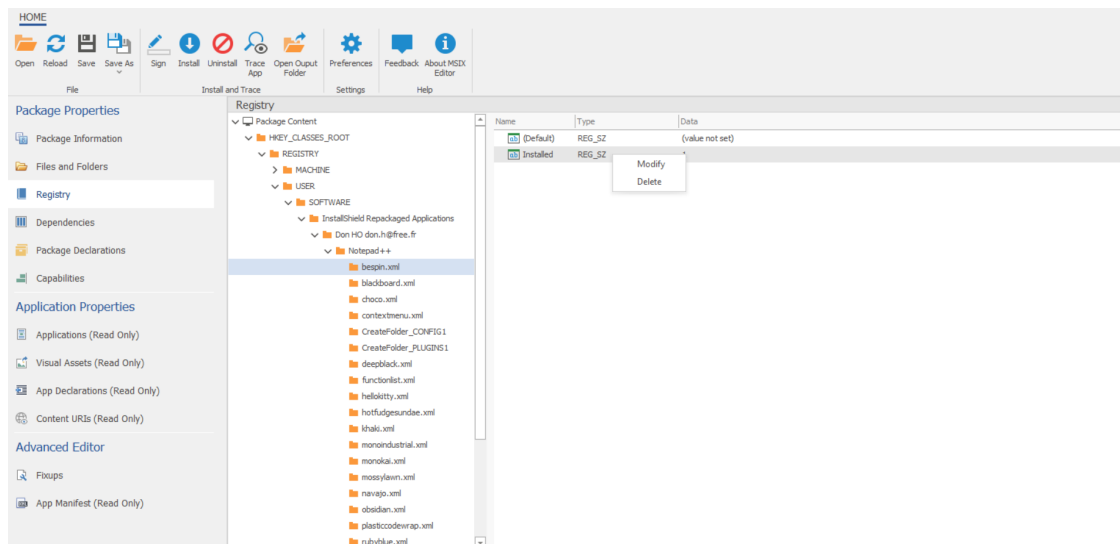 HOME
Open Reload Save Save As Sign Install Uninstall Trace App Open Ouput Folder Preferences Feedback About MSIX Editor
File Install and Trace Settings Help
Package Properties
Package Information
Files and Folders
Registry
Dependencies
Package Declarations
Capabilities
Application Properties
Applications (Read Only)
Visual Assets (Read Only)
App Declarations (Read Only)
Content URIs (Read Only)
Advanced Editor
Fixups
App Manifest (Read Only)
Registry
Package Content
HKEY_CLASSES_ROOT
REGISTRY
MACHINE
USER
SOFTWARE
InstallShield Repackaged Applications
Don HO don.h@free.fr
Notepad++
bespin.xml
blackboard.xml
choco.xml
contextmenu.xml
CreateFolder_CONFIG1
CreateFolder_PLUGINS1
deepblack.xml
functionlist.xml
hellokitty.xml
hotfudgesundae.xml
khaki.xml
monoindustrial.xml
monokai.xml
mossylawn.xml
navajo.xml
obsidian.xml
plasticcodewrap.xml
rubyblue.xml
Name Type Data
ab (Default) REG_SZ (value not set)
ab Installed REG_SZ
Modify
Delete